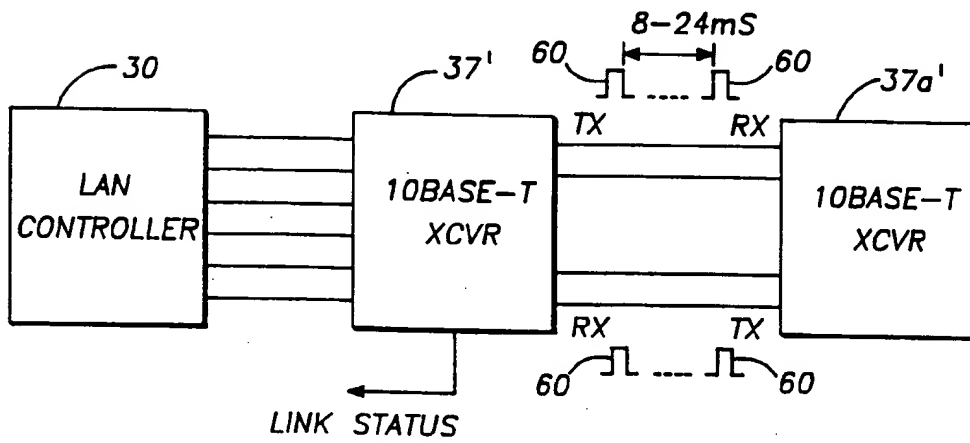 8-24mS
30
37'
60
60
37a'
TX
RX
LAN
CONTROLLER
10BASE-T
XCVR
10BASE-T
XCVR
RX
TX
60
60
LINK STATUS